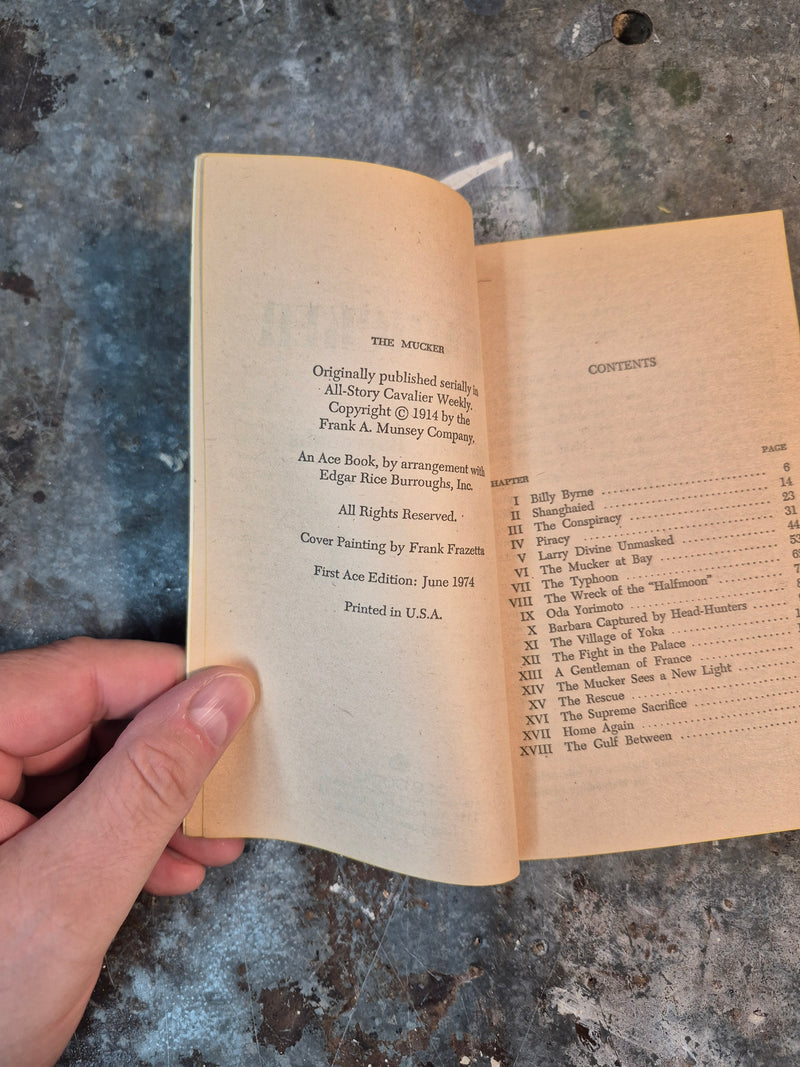 THE MUCKER
Originally published serially in
All-Story Cavalier Weekly.
Copyright © 1914 by the
Frank A. Munsey Company,
An Ace Book, by arrangement with
Edgar Rice Burroughs, Inc.
All Rights Reserved.
Cover Painting by Frank Frazetta
First Ace Edition: June 1974
Printed in U.S.A.
CONTENTS
HAPTER PAGE
I Billy Byrne 6
II Shanghaied 14
III The Conspiracy 23
IV Piracy 31
V Larry Divine Unmasked 44
VI The Mucker at Bay 53
VII The Typhoon
VIII The Wreck of the "Halfmoon"
IX Oda Yorimoto
X Barbara Captured by Head-Hunters
XI The Village of Yoka
XII The Fight in the Palace
XIII A Gentleman of France
XIV The Mucker Sees a New Light
XV The Rescue
XVI The Supreme Sacrifice
XVII Home Again
XVIII The Gulf Between